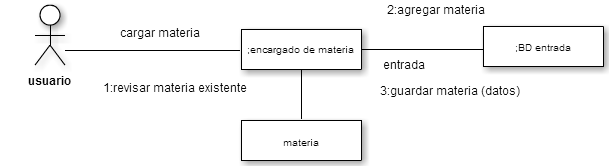 2:agregar materia
cargar materia
;encargado de materia
;BD entrada
entrada
usuario
1:revisar materia existente
3:guardar materia (datos)
materia